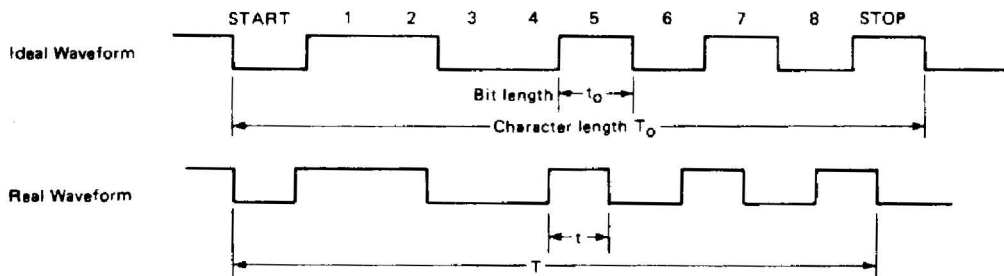 START 1 2 3 4 5 6 7 8 STOP
Ideal Waveform
Bit length t₀
Character length T₀
Real Waveform
t
T